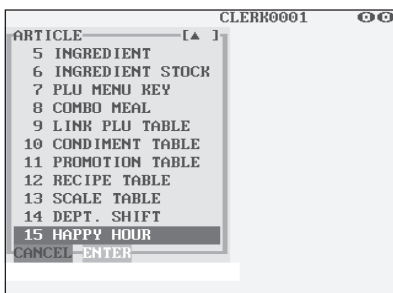 CLERK0001
ARTICLE [▲ ]
5 INGREDIENT
6 INGREDIENT STOCK
7 PLU MENU KEY
8 COMBO MEAL
9 LINK PLU TABLE
10 CONDIMENT TABLE
11 PROMOTION TABLE
12 RECIPE TABLE
13 SCALE TABLE
14 DEPT. SHIFT
15 HAPPY HOUR
CANCEL ENTER